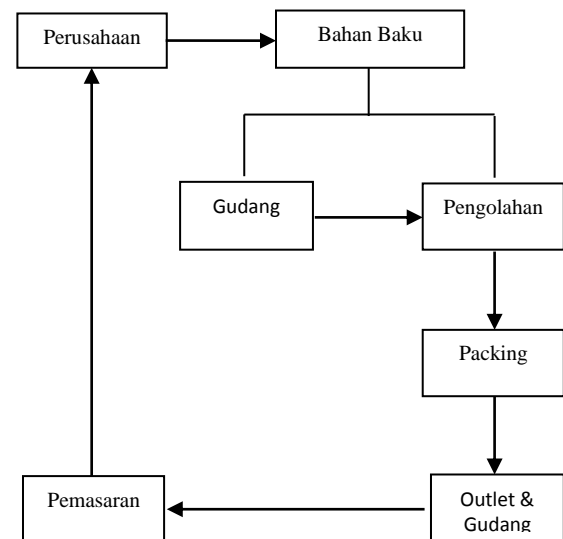 Perusahaan
Bahan Baku
Gudang
Pengolahan
Packing
Pemasaran
Outlet &
Gudang